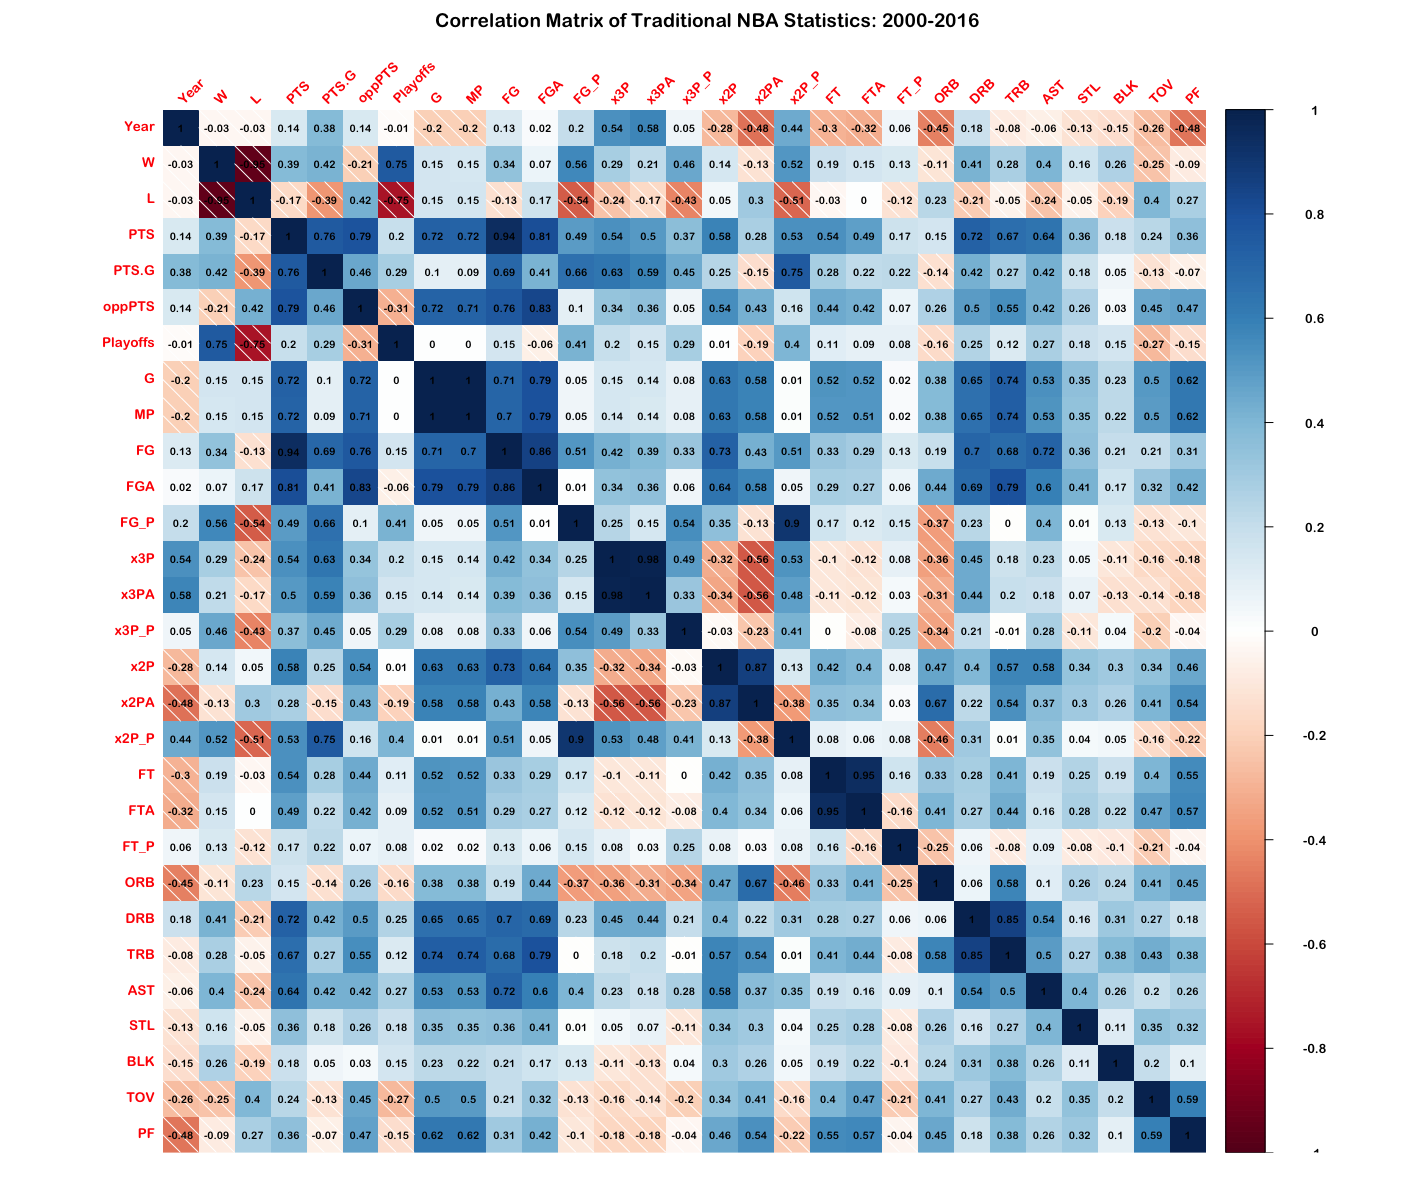 Correlation Matrix of Traditional NBA Statistics: 2000-2016
Year W L PTS PTS.G oppPTS Playoffs G MP FG FGA FG_P x3P x3PA x3P_P x2P x2PA x2P_P FT FTA FT_P ORB DRB TRB AST STL BLK TOV PF
Year 1 -0.03 -0.03 0.14 0.38 0.14 -0.01 -0.2 -0.2 0.13 0.02 0.2 0.54 0.58 0.05 -0.28 -0.48 0.44 -0.3 -0.32 0.06 -0.45 0.18 -0.08 -0.06 -0.13 -0.15 -0.26 -0.48
W -0.03 1 -0.95 0.39 0.42 -0.21 0.75 0.15 0.15 0.34 0.07 0.56 0.29 0.21 0.46 0.14 -0.13 0.52 0.19 0.15 0.13 -0.11 0.41 0.28 0.4 0.16 0.26 -0.25 -0.09
L -0.03 -0.95 1 -0.17 -0.39 0.42 -0.75 0.15 0.15 -0.13 0.17 -0.54 -0.24 -0.17 -0.43 0.05 0.3 -0.51 -0.03 0 -0.12 0.23 -0.21 -0.05 -0.24 -0.05 -0.19 0.4 0.27
PTS 0.14 0.39 -0.17 1 0.76 0.79 0.2 0.72 0.72 0.94 0.81 0.49 0.54 0.5 0.37 0.58 0.28 0.53 0.54 0.49 0.17 0.15 0.72 0.67 0.64 0.36 0.18 0.24 0.36
PTS.G 0.38 0.42 -0.39 0.76 1 0.46 0.29 0.1 0.09 0.69 0.41 0.66 0.63 0.59 0.45 0.25 -0.15 0.75 0.28 0.22 0.22 -0.14 0.42 0.27 0.42 0.18 0.05 -0.13 -0.07
oppPTS 0.14 -0.21 0.42 0.79 0.46 1 -0.31 0.72 0.71 0.76 0.83 0.1 0.34 0.36 0.05 0.54 0.43 0.16 0.44 0.42 0.07 0.26 0.5 0.55 0.42 0.26 0.03 0.45 0.47
Playoffs -0.01 0.75 -0.75 0.2 0.29 -0.31 1 0 0 0.15 -0.06 0.41 0.2 0.15 0.29 0.01 -0.19 0.4 0.11 0.09 0.08 -0.16 0.25 0.12 0.27 0.18 0.15 -0.27 -0.15
G -0.2 0.15 0.15 0.72 0.1 0.72 0 1 1 0.71 0.79 0.05 0.15 0.14 0.08 0.63 0.58 0.01 0.52 0.52 0.02 0.38 0.65 0.74 0.53 0.35 0.23 0.5 0.62
MP -0.2 0.15 0.15 0.72 0.09 0.71 0 1 1 0.7 0.79 0.05 0.14 0.14 0.08 0.63 0.58 0.01 0.52 0.51 0.02 0.38 0.65 0.74 0.53 0.35 0.22 0.5 0.62
FG 0.13 0.34 -0.13 0.94 0.69 0.76 0.15 0.71 0.7 1 0.86 0.51 0.42 0.39 0.33 0.73 0.43 0.51 0.33 0.29 0.13 0.19 0.7 0.68 0.72 0.36 0.21 0.21 0.31
FGA 0.02 0.07 0.17 0.81 0.41 0.83 -0.06 0.79 0.79 0.86 1 0.01 0.34 0.36 0.06 0.64 0.58 0.05 0.29 0.27 0.06 0.44 0.69 0.79 0.6 0.41 0.17 0.32 0.42
FG_P 0.2 0.56 -0.54 0.49 0.66 0.1 0.41 0.05 0.05 0.51 0.01 1 0.25 0.15 0.54 0.35 -0.13 0.9 0.17 0.12 0.15 -0.37 0.23 0 0.4 0.01 0.13 -0.13 -0.1
x3P 0.54 0.29 -0.24 0.54 0.63 0.34 0.2 0.15 0.14 0.42 0.34 0.25 1 0.98 0.49 -0.32 -0.56 0.53 -0.1 -0.12 0.08 -0.36 0.45 0.18 0.23 0.05 -0.11 -0.16 -0.18
x3PA 0.58 0.21 -0.17 0.5 0.59 0.36 0.15 0.14 0.14 0.39 0.36 0.15 0.98 1 0.33 -0.34 -0.56 0.48 -0.11 -0.12 0.03 -0.31 0.44 0.2 0.18 0.07 -0.13 -0.14 -0.18
x3P_P 0.05 0.46 -0.43 0.37 0.45 0.05 0.29 0.08 0.08 0.33 0.06 0.54 0.49 0.33 1 -0.03 -0.23 0.41 0 -0.08 0.25 -0.34 0.21 -0.01 0.28 -0.11 0.04 -0.2 -0.04
x2P -0.28 0.14 0.05 0.58 0.25 0.54 0.01 0.63 0.63 0.73 0.64 0.35 -0.32 -0.34 -0.03 1 0.87 0.13 0.42 0.4 0.08 0.47 0.4 0.57 0.58 0.34 0.3 0.34 0.46
x2PA -0.48 -0.13 0.3 0.28 -0.15 0.43 -0.19 0.58 0.58 0.43 0.58 -0.13 -0.56 -0.56 -0.23 0.87 1 -0.38 0.35 0.34 0.03 0.67 0.22 0.54 0.37 0.3 0.26 0.41 0.54
x2P_P 0.44 0.52 -0.51 0.53 0.75 0.16 0.4 0.01 0.01 0.51 0.05 0.9 0.53 0.48 0.41 0.13 -0.38 1 0.08 0.06 0.08 -0.46 0.31 0.01 0.35 0.04 0.05 -0.16 -0.22
FT -0.3 0.19 -0.03 0.54 0.28 0.44 0.11 0.52 0.52 0.33 0.29 0.17 -0.1 -0.11 0 0.42 0.35 0.08 1 0.95 0.16 0.33 0.28 0.41 0.19 0.25 0.19 0.4 0.55
FTA -0.32 0.15 0 0.49 0.22 0.42 0.09 0.52 0.51 0.29 0.27 0.12 -0.12 -0.12 -0.08 0.4 0.34 0.06 0.95 1 -0.16 0.41 0.27 0.44 0.16 0.28 0.22 0.47 0.57
FT_P 0.06 0.13 -0.12 0.17 0.22 0.07 0.08 0.02 0.02 0.13 0.06 0.15 0.08 0.03 0.25 0.08 0.03 0.08 0.16 -0.16 1 -0.25 0.06 -0.08 0.09 -0.08 -0.1 -0.21 -0.04
ORB -0.45 -0.11 0.23 0.15 -0.14 0.26 -0.16 0.38 0.38 0.19 0.44 -0.37 -0.36 -0.31 -0.34 0.47 0.67 -0.46 0.33 0.41 -0.25 1 0.06 0.58 0.1 0.26 0.24 0.41 0.45
DRB 0.18 0.41 -0.21 0.72 0.42 0.5 0.25 0.65 0.65 0.7 0.69 0.23 0.45 0.44 0.21 0.4 0.22 0.31 0.28 0.27 0.06 0.06 1 0.85 0.54 0.16 0.31 0.27 0.18
TRB -0.08 0.28 -0.05 0.67 0.27 0.55 0.12 0.74 0.74 0.68 0.79 0 0.18 0.2 -0.01 0.57 0.54 0.01 0.41 0.44 -0.08 0.58 0.85 1 0.5 0.27 0.38 0.43 0.38
AST -0.06 0.4 -0.24 0.64 0.42 0.42 0.27 0.53 0.53 0.72 0.6 0.4 0.23 0.18 0.28 0.58 0.37 0.35 0.19 0.16 0.09 0.1 0.54 0.5 1 0.4 0.26 0.2 0.26
STL -0.13 0.16 -0.05 0.36 0.18 0.26 0.18 0.35 0.35 0.36 0.41 0.01 0.05 0.07 -0.11 0.34 0.3 0.04 0.25 0.28 -0.08 0.26 0.16 0.27 0.4 1 0.11 0.35 0.32
BLK -0.15 0.26 -0.19 0.18 0.05 0.03 0.15 0.23 0.22 0.21 0.17 0.13 -0.11 -0.13 0.04 0.3 0.26 0.05 0.19 0.22 -0.1 0.24 0.31 0.38 0.26 0.11 1 0.2 0.1
TOV -0.26 -0.25 0.4 0.24 -0.13 0.45 -0.27 0.5 0.5 0.21 0.32 -0.13 -0.16 -0.14 -0.2 0.34 0.41 -0.16 0.4 0.47 -0.21 0.41 0.27 0.43 0.2 0.35 0.2 1 0.59
PF -0.48 -0.09 0.27 0.36 -0.07 0.47 -0.15 0.62 0.62 0.31 0.42 -0.1 -0.18 -0.18 -0.04 0.46 0.54 -0.22 0.55 0.57 -0.04 0.45 0.18 0.38 0.26 0.32 0.1 0.59 1
1
0.8
0.6
0.4
0.2
0
-0.2
-0.4
-0.6
-0.8